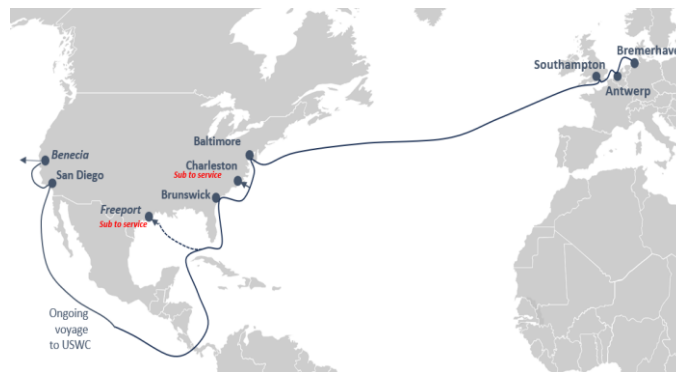 Bremerhave
Southampton
Antwerp
Baltimore
Benecia
Charleston
Sub to service
San Diego
Brunswick
Freeport
Sub to service
Ongoing
voyage
to USWC